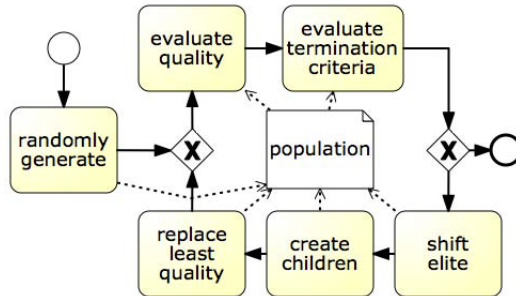 evaluate
quality
evaluate
termination
criteria
randomly
generate
X
population
X
replace
least
quality
create
children
shift
elite